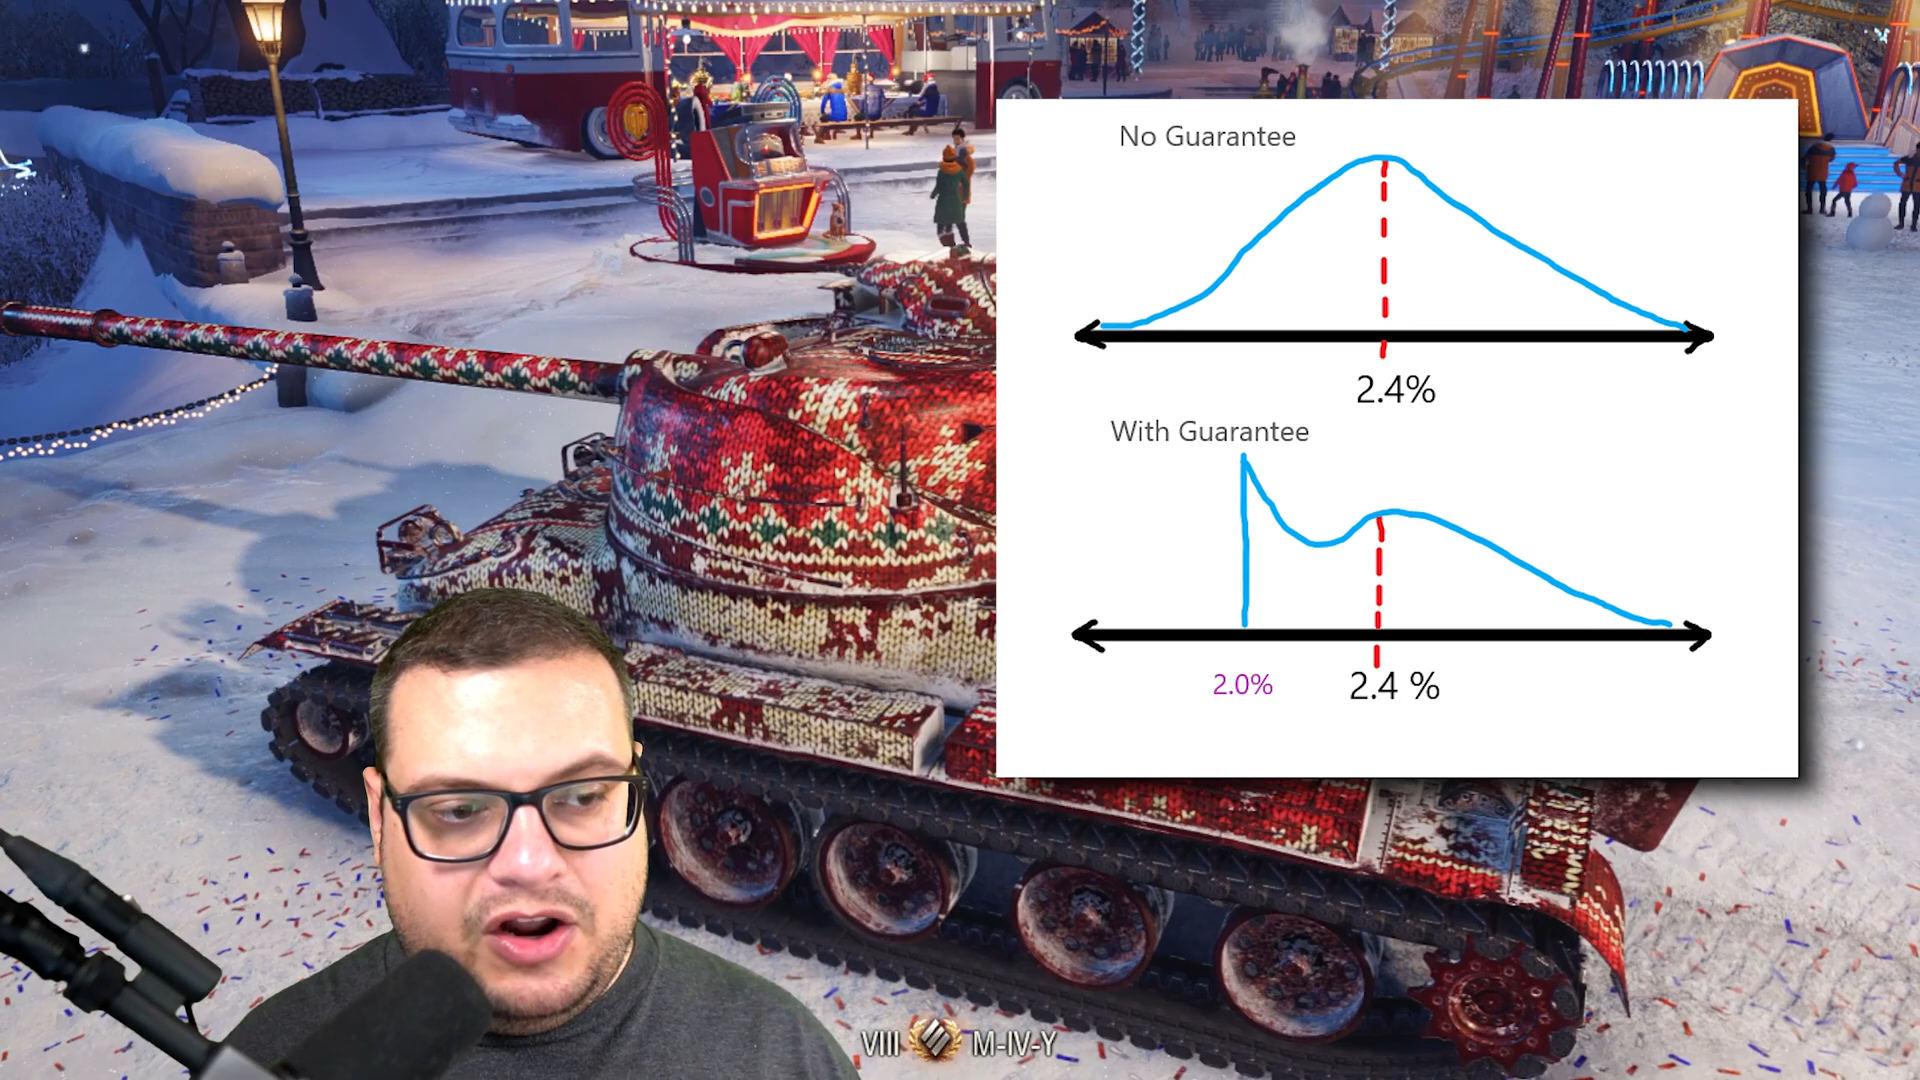 No Guarantee
2.4%
With Guarantee
2.0%
2.4 %
VIII M-IV-Y